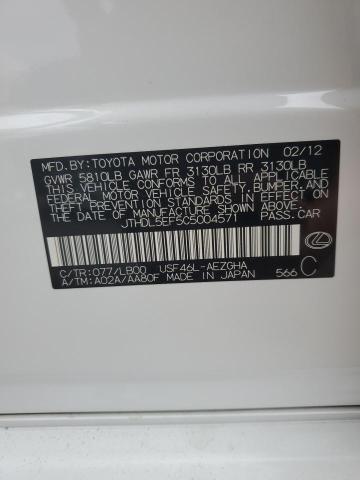 MFD.BY:TOYOTA MOTOR CORPORATION 02/12
GVWR 5810LB GAWR FR 3130LB RR 3130LB
THIS VEHICLE CONFORMS TO ALL APPLICABLE
FEDERAL MOTOR VEHICLE SAFETY, BUMPER, AND
THEFT PREVENTION STANDARDS IN EFFECT ON
THE DATE OF MANUFACTURE SHOWN ABOVE.
JTHDL5EF5C5004571 PASS.CAR
C/TR:077/LB00 USF46L-AEZGHA
A/TM:A02A/AA80F MADE IN JAPAN 566 C